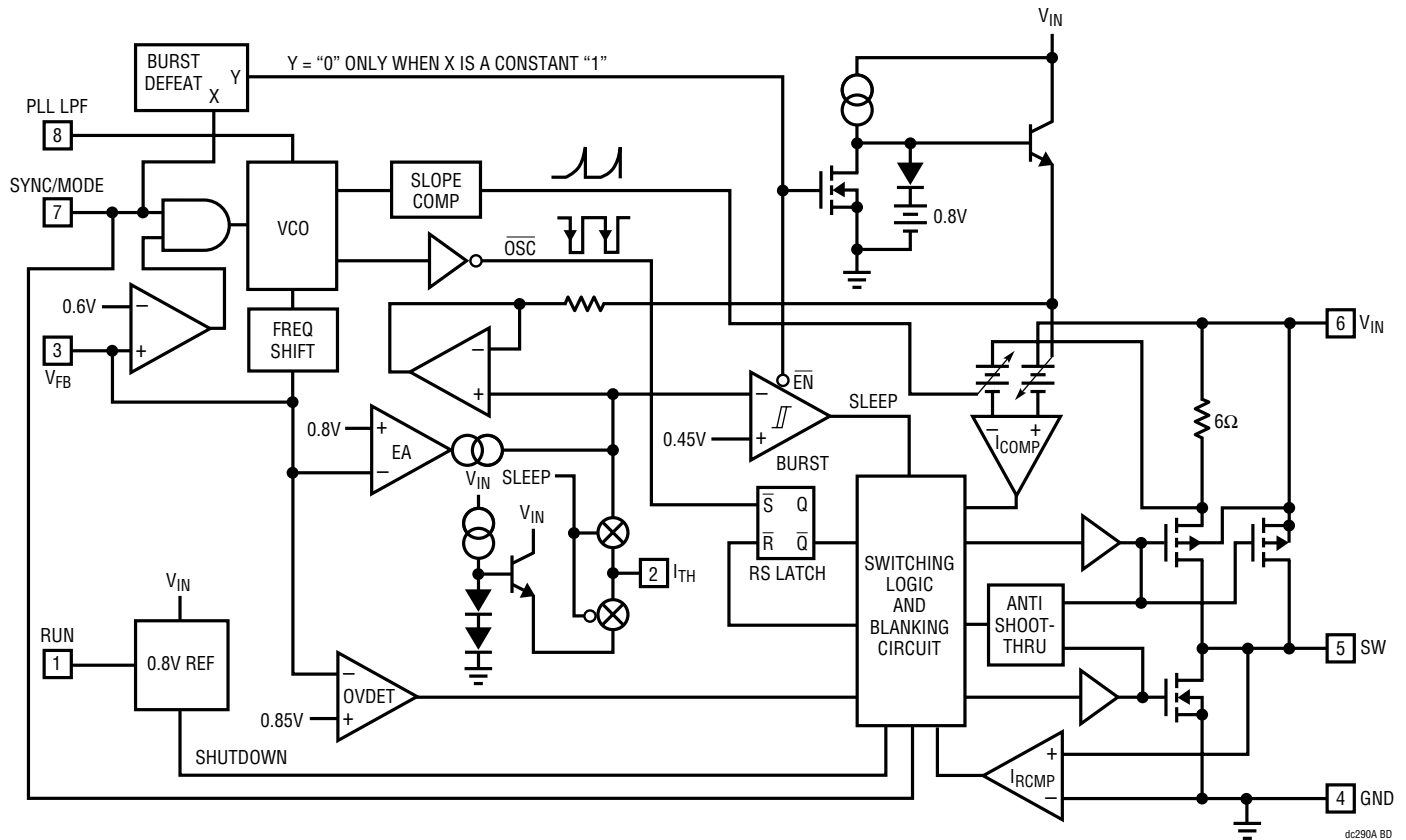 V_IN
BURST
DEFEAT
Y
X
Y = “0” ONLY WHEN X IS A CONSTANT “1”
PLL LPF
8
SYNC/MODE
7
VCO
SLOPE
COMP
OSC
0.8V
0.6V
−
+
3
V_FB
FREQ
SHIFT
−
+
6
V_IN
EN
−
+
0.45V
BURST
SLEEP
−
+
I_COMP
6Ω
0.8V
+
−
EA
V_IN
SLEEP
V_IN
2
I_TH
S
Q
R
Q
RS LATCH
SWITCHING
LOGIC
AND
BLANKING
CIRCUIT
ANTI
SHOOT-
THRU
V_IN
RUN
1
0.8V REF
−
+
OVDET
0.85V
SHUTDOWN
5
SW
+
−
I_RCMP
4
GND
dc290A BD